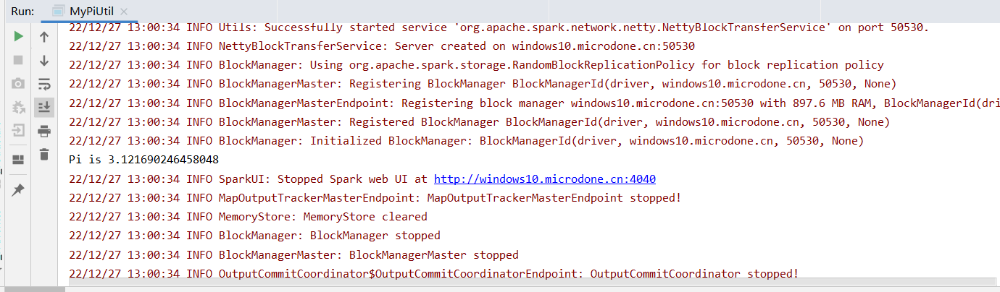 Run: MyPiUtil
22/12/27 13:00:34 INFO Utils: Successfully started service 'org.apache.spark.network.netty.NettyBlockTransferService' on port 50530.
22/12/27 13:00:34 INFO NettyBlockTransferService: Server created on windows10.microdone.cn:50530
22/12/27 13:00:34 INFO BlockManager: Using org.apache.spark.storage.RandomBlockReplicationPolicy for block replication policy
22/12/27 13:00:34 INFO BlockManagerMaster: Registering BlockManager BlockManagerId(driver, windows10.microdone.cn, 50530, None)
22/12/27 13:00:34 INFO BlockManagerMasterEndpoint: Registering block manager windows10.microdone.cn:50530 with 897.6 MB RAM, BlockManagerId(dri
22/12/27 13:00:34 INFO BlockManagerMaster: Registered BlockManager BlockManagerId(driver, windows10.microdone.cn, 50530, None)
22/12/27 13:00:34 INFO BlockManager: Initialized BlockManager: BlockManagerId(driver, windows10.microdone.cn, 50530, None)
Pi is 3.121690246458048
22/12/27 13:00:34 INFO SparkUI: Stopped Spark web UI at http://windows10.microdone.cn:4040
22/12/27 13:00:34 INFO MapOutputTrackerMasterEndpoint: MapOutputTrackerMasterEndpoint stopped!
22/12/27 13:00:34 INFO MemoryStore: MemoryStore cleared
22/12/27 13:00:34 INFO BlockManager: BlockManager stopped
22/12/27 13:00:34 INFO BlockManagerMaster: BlockManagerMaster stopped
22/12/27 13:00:34 INFO OutputCommitCoordinator$OutputCommitCoordinatorEndpoint: OutputCommitCoordinator stopped!